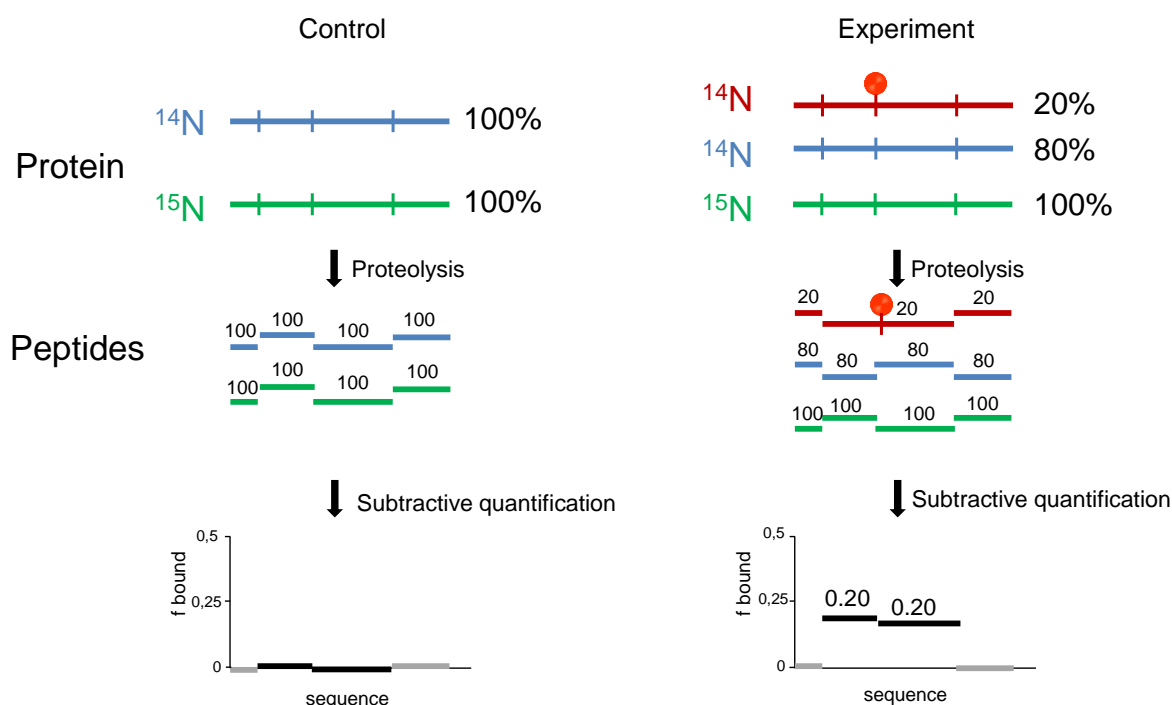 Control
Experiment
¹⁴N 100%
¹⁴N 20%
¹⁴N 80%
Protein
¹⁵N 100%
¹⁵N 100%
Proteolysis
Proteolysis
100 100 100 100
20 20 20
Peptides
80 80 80 80
100 100 100 100
100 100 100 100
Subtractive quantification
Subtractive quantification
0,5
0,25
0
f bound
sequence
0,5
0,25
0
f bound
0.20 0.20
sequence